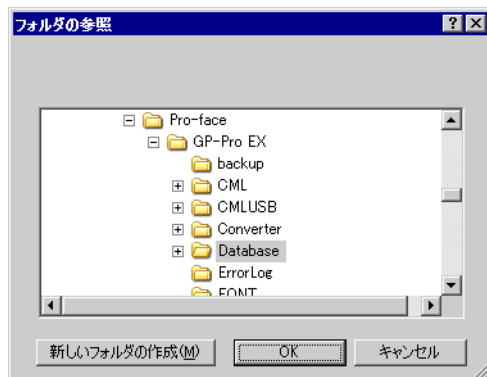 フォルダの参照
Pro-face
GP-Pro EX
backup
CML
CMLUSB
Converter
Database
ErrorLog
FONT
新しいフォルダの作成(M)
OK
キャンセル